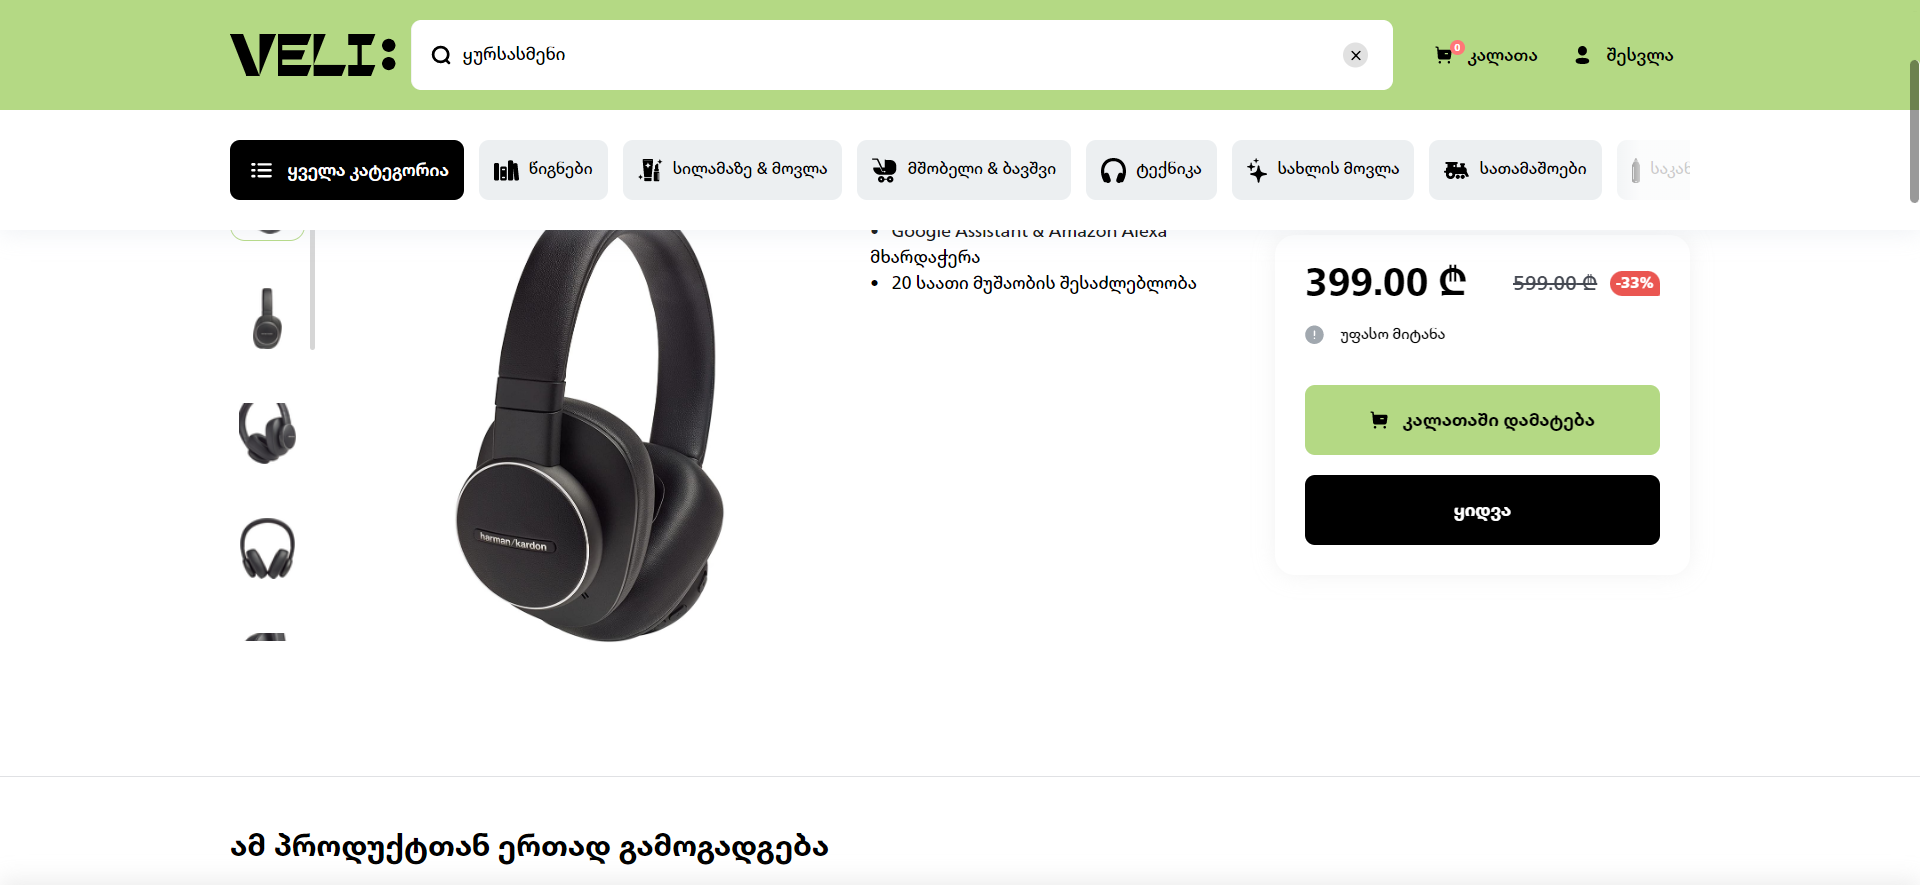 VELI:
ყურსასმენი
0
კალათა
შესვლა
ყველა კატეგორია
წიგნები
სილამაზე & მოვლა
მშობელი & ბავშვი
ტექნიკა
სახლის მოვლა
სათამაშოები
• Google Assistant & Amazon Alexa
მხარდაჭერა
• 20 საათი მუშაობის შესაძლებლობა
399.00 ₾
599.00 ₾
-33%
უფასო მიტანა
კალათაში დამატება
ყიდვა
harman/kardon
ამ პროდუქტთან ერთად გამოგადგება